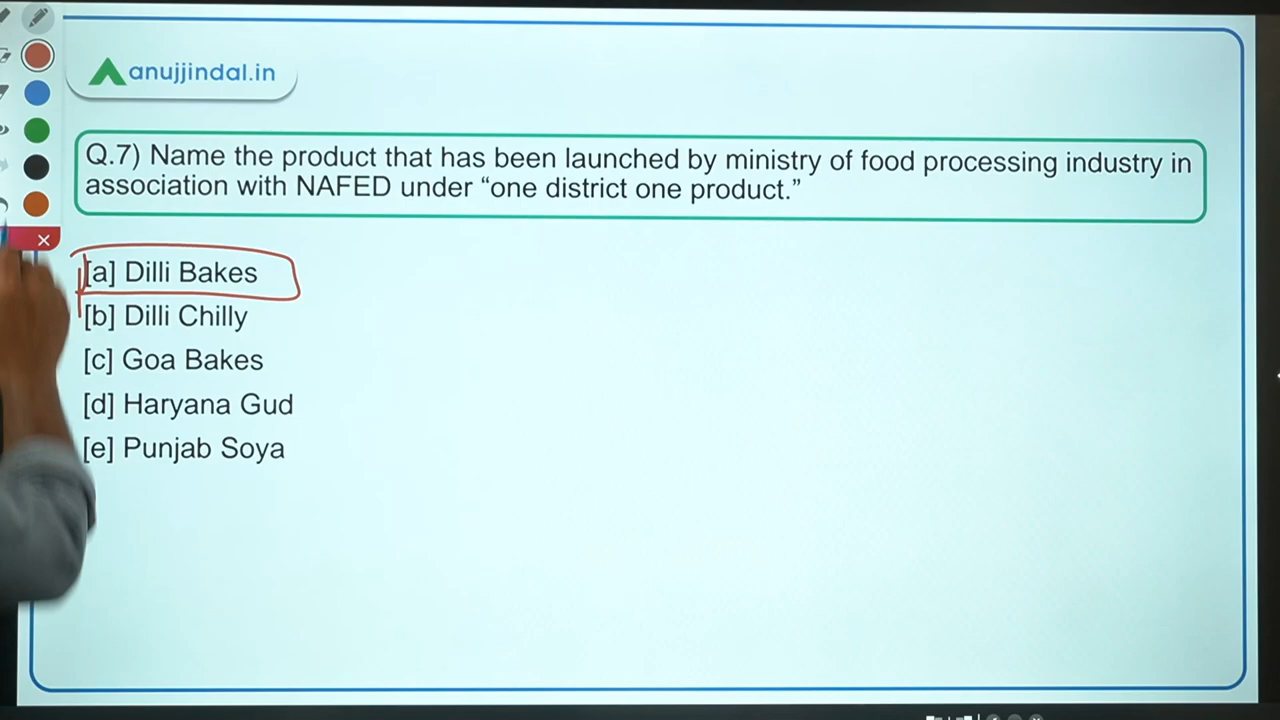 anujjindal.in
Q.7) Name the product that has been launched by ministry of food processing industry in
association with NAFED under “one district one product.”
[a] Dilli Bakes
[b] Dilli Chilly
[c] Goa Bakes
[d] Haryana Gud
[e] Punjab Soya